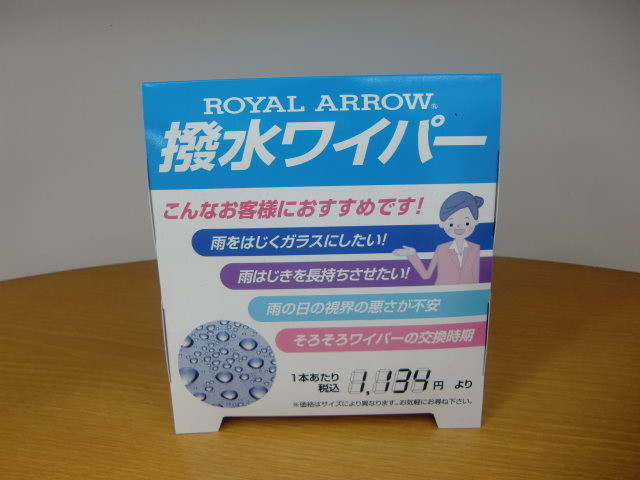 ROYAL ARROW®
撥水ワイパー
こんなお客様におすすめです!
雨をはじくガラスにしたい!
雨はじきを長持ちさせたい!
雨の日の視界の悪さが不安
そろそろワイパーの交換時期
1本あたり
税込 1,134円 より
※価格はサイズにより異なります。お気軽にお尋ね下さい。